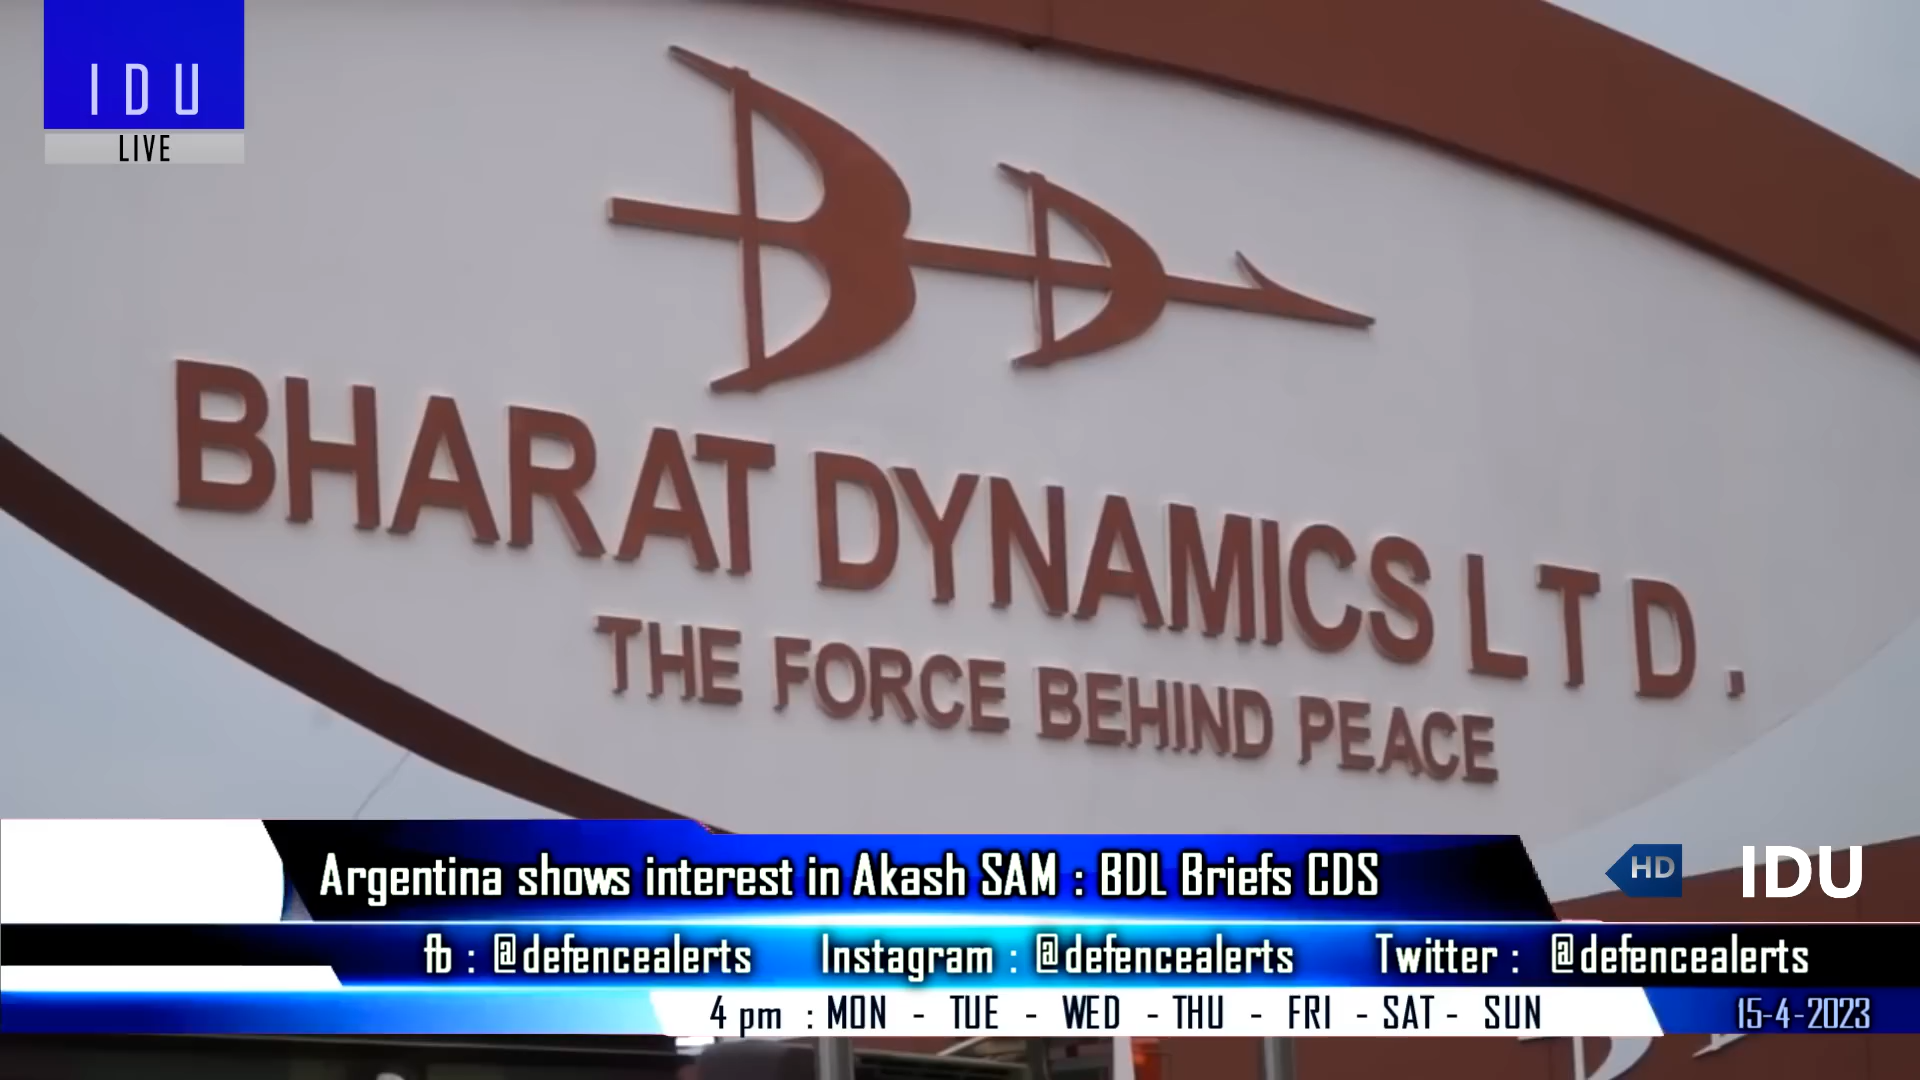 IDU
LIVE
BHARAT DYNAMICS LTD.
THE FORCE BEHIND PEACE
Argentina shows interest in Akash SAM : BDL Briefs CDS
HD IDU
fb : @defencealerts Instagram : @defencealerts Twitter : @defencealerts
4 pm : MON - TUE - WED - THU - FRI - SAT - SUN
15-4-2023